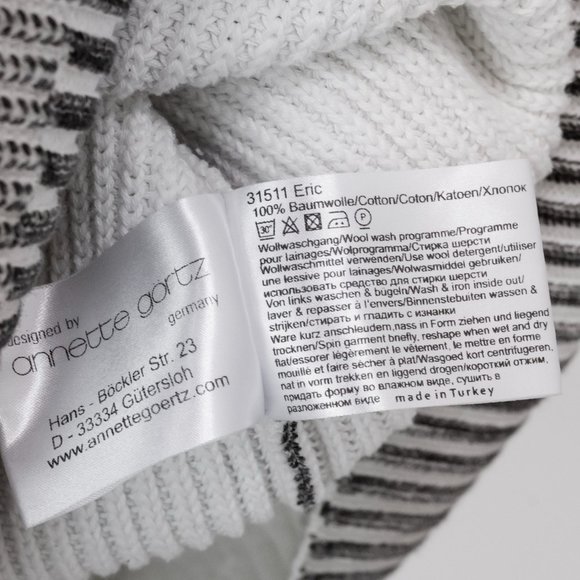 designed by
annette görtz
germany
Hans - Böckler Str. 23
D - 33334 Gütersloh
www.annettegoertz.com
31511 Eric
100% Baumwolle/Cotton/Coton/Katoen/Хлопок
30°
P
Wollwaschgang/Wool wash programme/Programme
pour lainages/Wolprogramma/Стирка шерсти
Wollwaschmittel verwenden/Use wool detergent/utiliser
une lessive pour lainages/Wolwasmiddel gebruiken/
использовать средство для стирки шерсти
Von links waschen & bugeln/Wash & iron inside out/
laver & repasser à l'envers/Binnenstebuiten wassen &
strijken/стирать и гладить с изнанки
Ware kurz anschleudern,nass in Form ziehen und liegend
trocknen/Spin garment briefly, reshape when wet and dry
flat/essorer légèrement le vêtement, le mettre en forme
mouillé et faire sécher à plat/Wasgoed kort centrifugeren,
nat in vorm trekken en liggend drogen/короткий отжим,
придать форму во влажном виде, сушить в
разложенном виде
made in Turkey